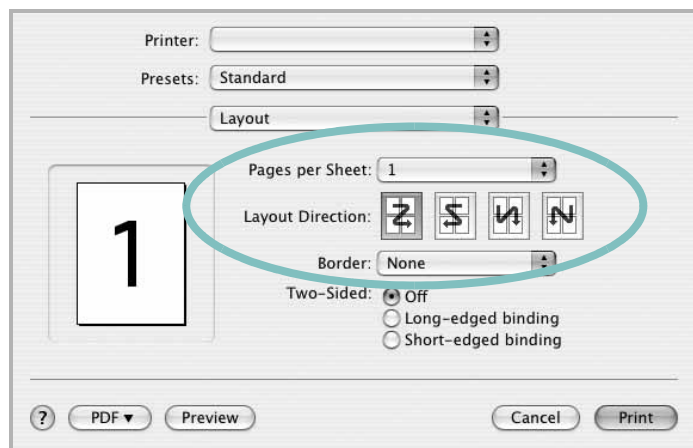 Printer:
Presets: Standard
Layout
Pages per Sheet: 1
Layout Direction:
Border: None
Two-Sided: Off
Long-edged binding
Short-edged binding
1
? PDF▼ Preview Cancel Print